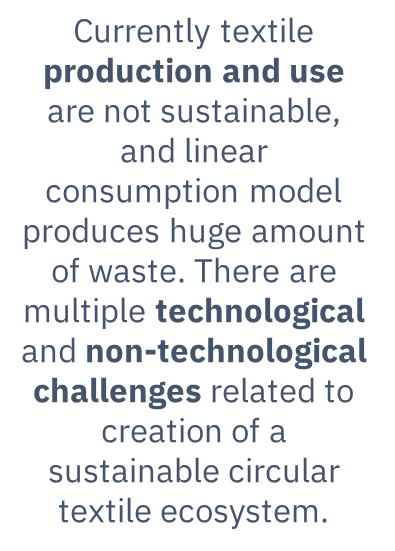 Currently textile
production and use
are not sustainable,
and linear
consumption model
produces huge amount
of waste. There are
multiple technological
and non-technological
challenges related to
creation of a
sustainable circular
textile ecosystem.